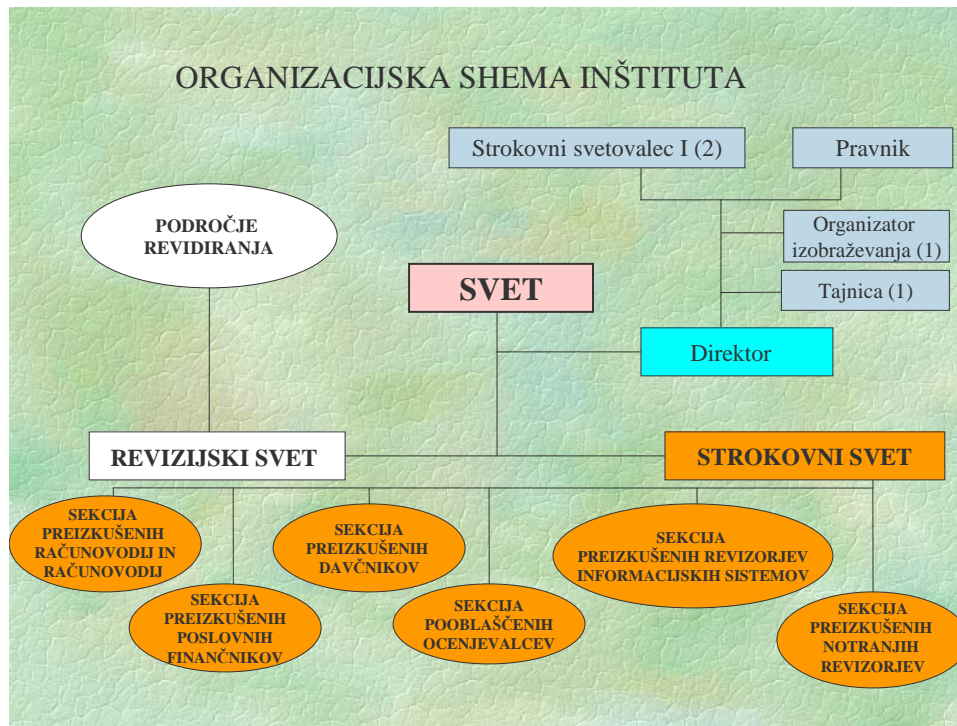 ORGANIZACIJSKA SHEMA INŠTITUTA
Strokovni svetovalec I (2)
Pravnik
PODROČJE
REVIDIRANJA
Organizator
izobraževanja (1)
SVET
Tajnica (1)
Direktor
REVIZIJSKI SVET
STROKOVNI SVET
SEKCIJA
PREIZKUŠENIH
RAČUNOVODIJ IN
RAČUNOVODIJ
SEKCIJA
PREIZKUŠENIH
POSLOVNIH
FINANČNIKOV
SEKCIJA
PREIZKUŠENIH
DAVČNIKOV
SEKCIJA
POOBLAŠČENIH
OCENJEVALCEV
SEKCIJA
PREIZKUŠENIH REVIZORJEV
INFORMACIJSKIH SISTEMOV
SEKCIJA
PREIZKUŠENIH
NOTRANJIH
REVIZORJEV